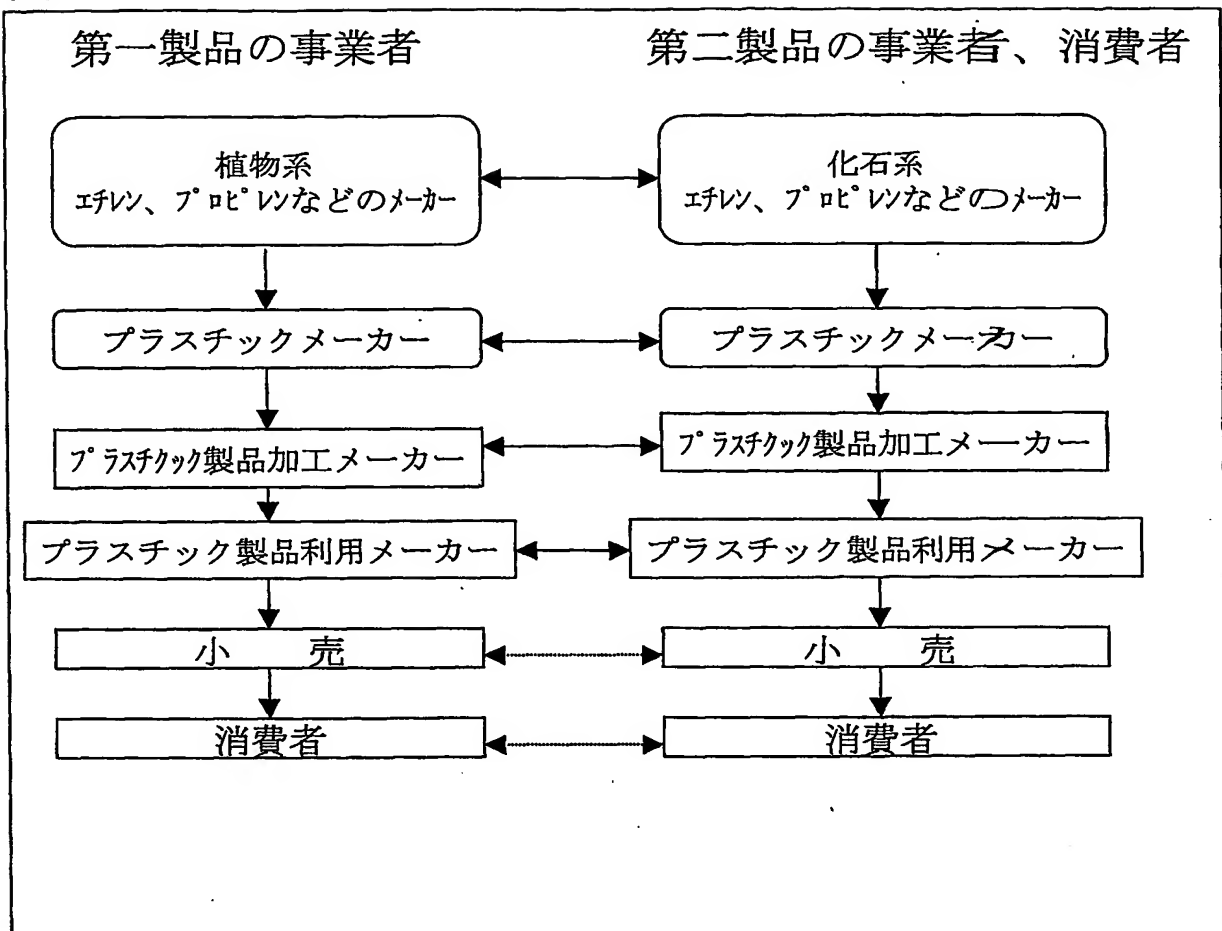 第一製品の事業者
第二製品の事業者、消費者
植物系
ｴﾁﾚﾝ、ﾌﾟﾛﾋﾟﾚﾝなどのﾒｰｶｰ
化石系
ｴﾁﾚﾝ、ﾌﾟﾛﾋﾟﾚﾝなどのﾒｰｶｰ
プラスチックメーカー
プラスチックメーカー
ﾌﾟﾗｽﾁｸｯｸ製品加工メーカー
ﾌﾟﾗｽﾁｸｯｸ製品加工メーカー
プラスチック製品利用メーカー
プラスチック製品利用メーカー
小　　売
小　　売
消費者
消費者